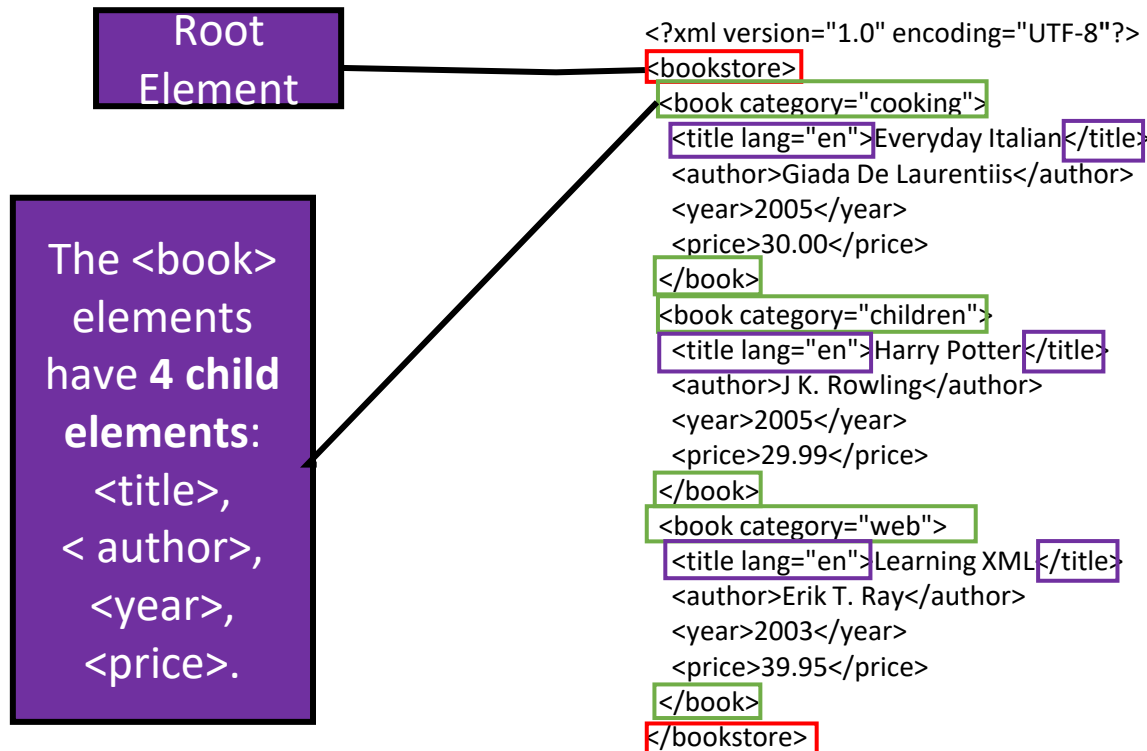 Root
Element
The <book>
elements
have 4 child
elements:
<title>,
< author>,
<year>,
<price>.
<?xml version="1.0" encoding="UTF-8"?>
<bookstore>
<book category="cooking">
<title lang="en">Everyday Italian</title>
<author>Giada De Laurentiis</author>
<year>2005</year>
<price>30.00</price>
</book>
<book category="children">
<title lang="en">Harry Potter</title>
<author>J K. Rowling</author>
<year>2005</year>
<price>29.99</price>
</book>
<book category="web">
<title lang="en">Learning XML</title>
<author>Erik T. Ray</author>
<year>2003</year>
<price>39.95</price>
</book>
</bookstore>